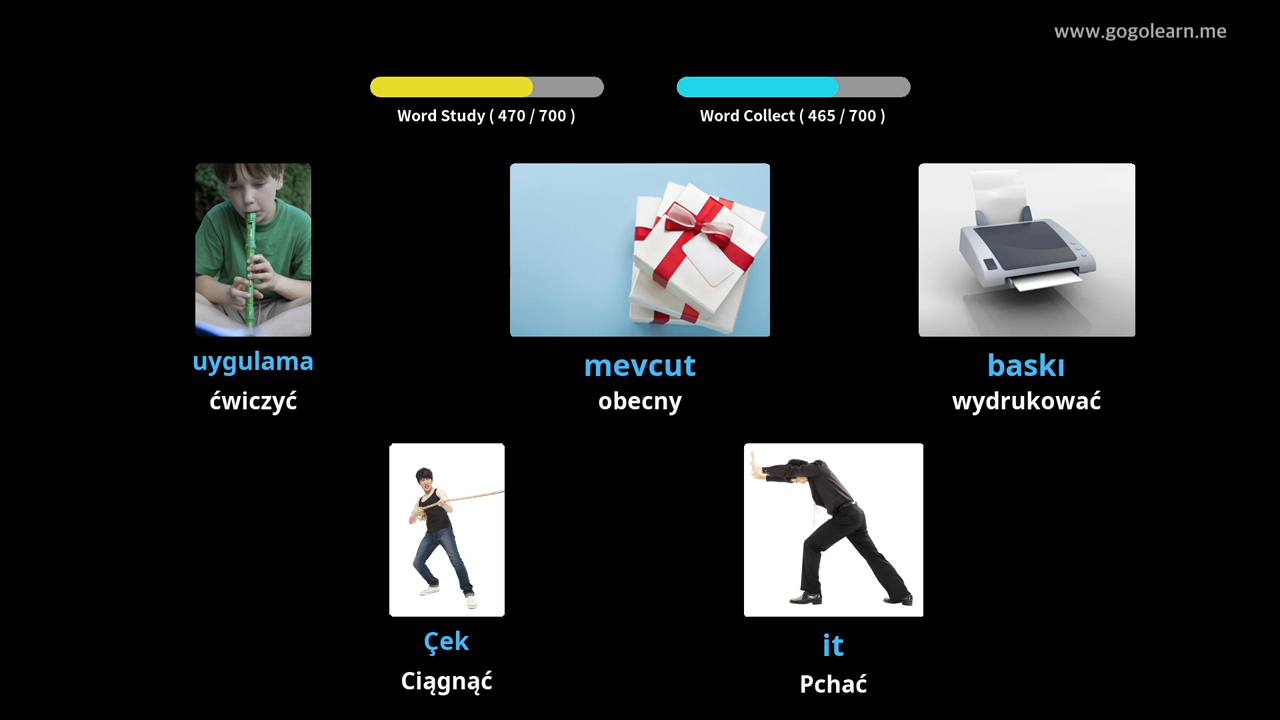 www.gogolearn.me
Word Study ( 470 / 700 )
Word Collect ( 465 / 700 )
uygulama
ćwiczyć
mevcut
obecny
baskı
wydrukować
Çek
Ciągnąć
it
Pchać